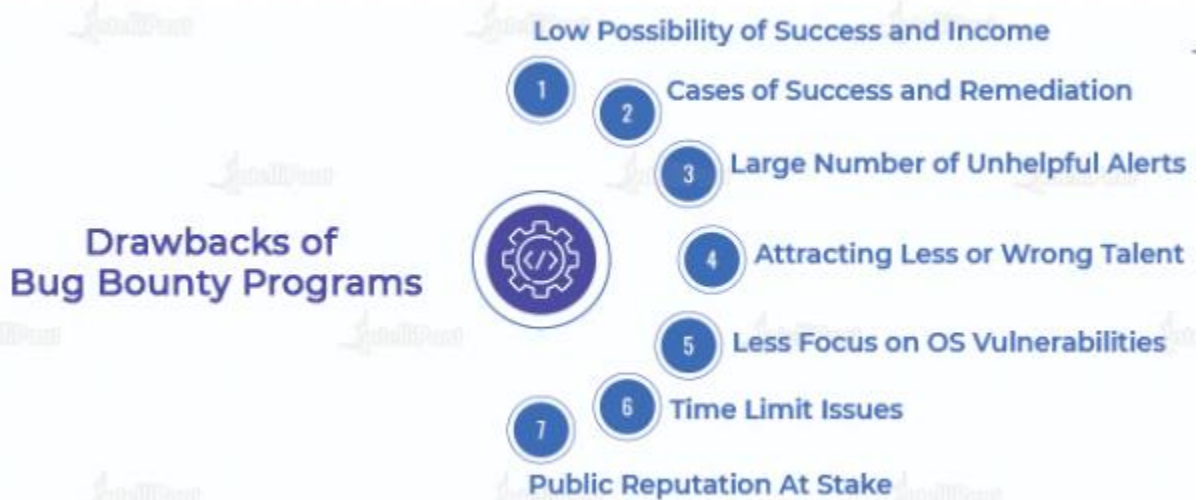 Drawbacks of
Bug Bounty Programs
Low Possibility of Success and Income
1
2
Cases of Success and Remediation
3
Large Number of Unhelpful Alerts
4
Attracting Less or Wrong Talent
5
Less Focus on OS Vulnerabilities
6
Time Limit Issues
7
Public Reputation At Stake